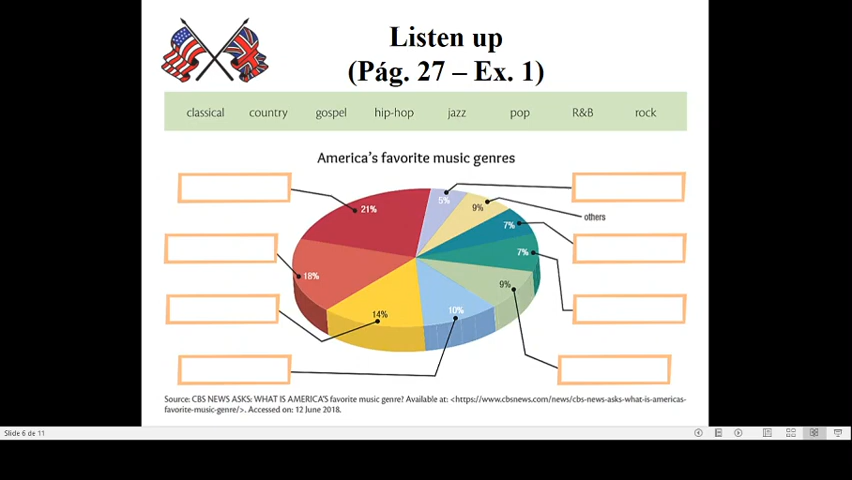 Listen up
(Pág. 27 – Ex. 1)
classical country gospel hip-hop jazz pop R&B rock
America's favorite music genres
21%
5%
9%
others
7%
7%
18%
9%
14%
10%
Source: CBS NEWS ASKS: WHAT IS AMERICA'S favorite music genre? Available at: <https://www.cbsnews.com/news/cbs-news-asks-what-is-americas-
favorite-music-genre/>. Accessed on: 12 June 2018.
Slide 6 de 11